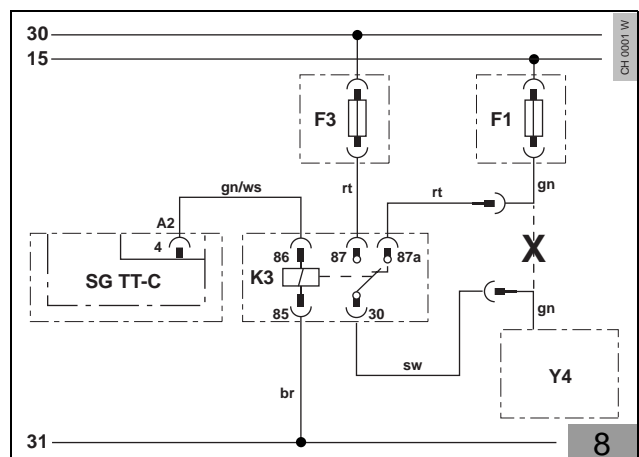 30
15
CH 0001 W
F3
F1
gn/ws
rt
rt
gn
A2
4
86
87
87a
X
SG TT-C
K3
85
30
gn
sw
Y4
br
31
8